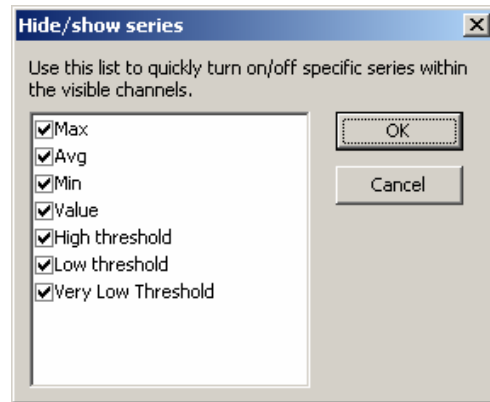 Hide/show series
Use this list to quickly turn on/off specific series within
the visible channels.
Max
Avg
Min
Value
High threshold
Low threshold
Very Low Threshold
OK
Cancel